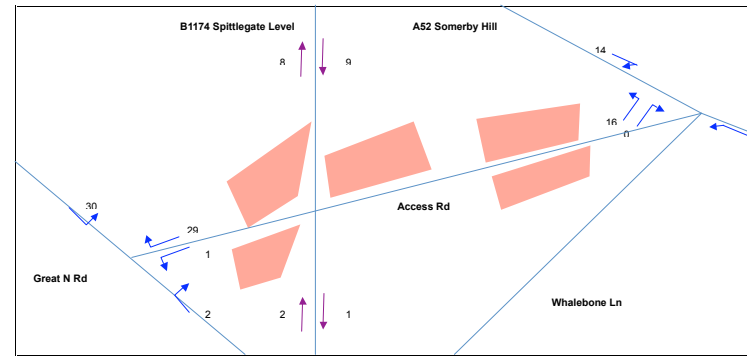 B1174 Spittlegate Level
A52 Somerby Hill
14
8
9
16
0
30
Access Rd
29
1
Great N Rd
Whalebone Ln
2
2
1